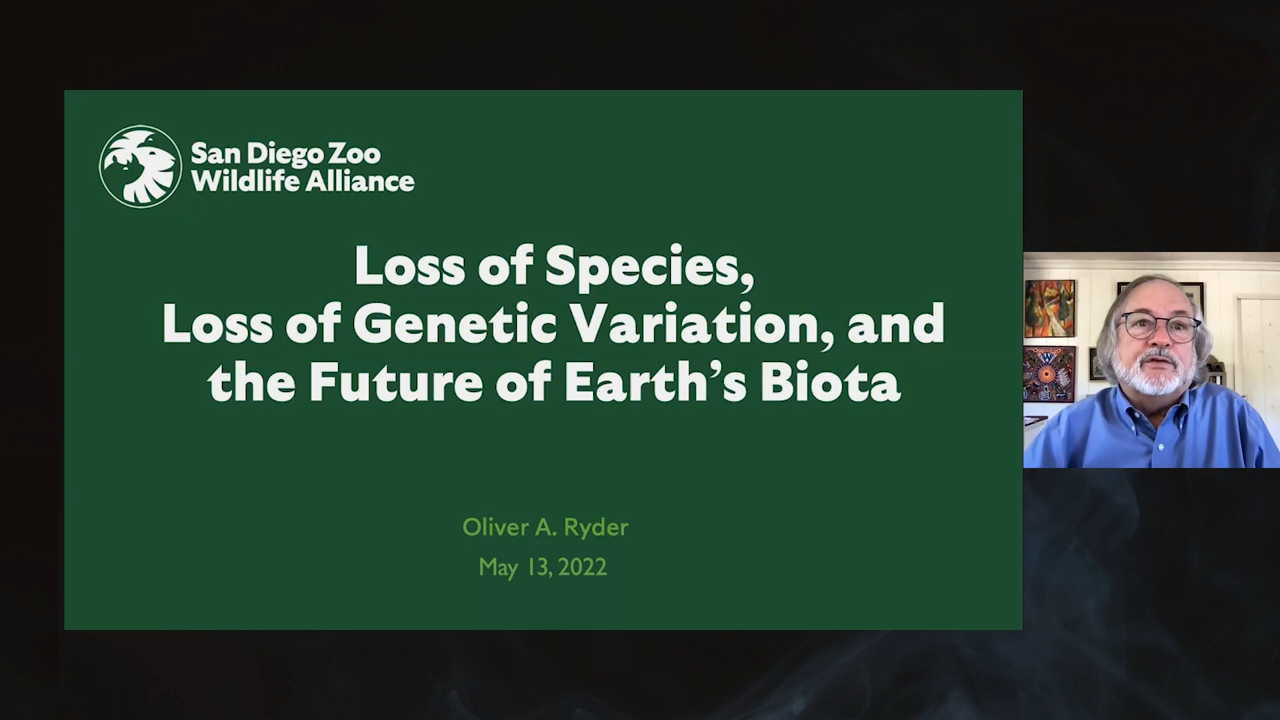 San Diego Zoo
Wildlife Alliance
Loss of Species,
Loss of Genetic Variation, and
the Future of Earth’s Biota
Oliver A. Ryder
May 13, 2022